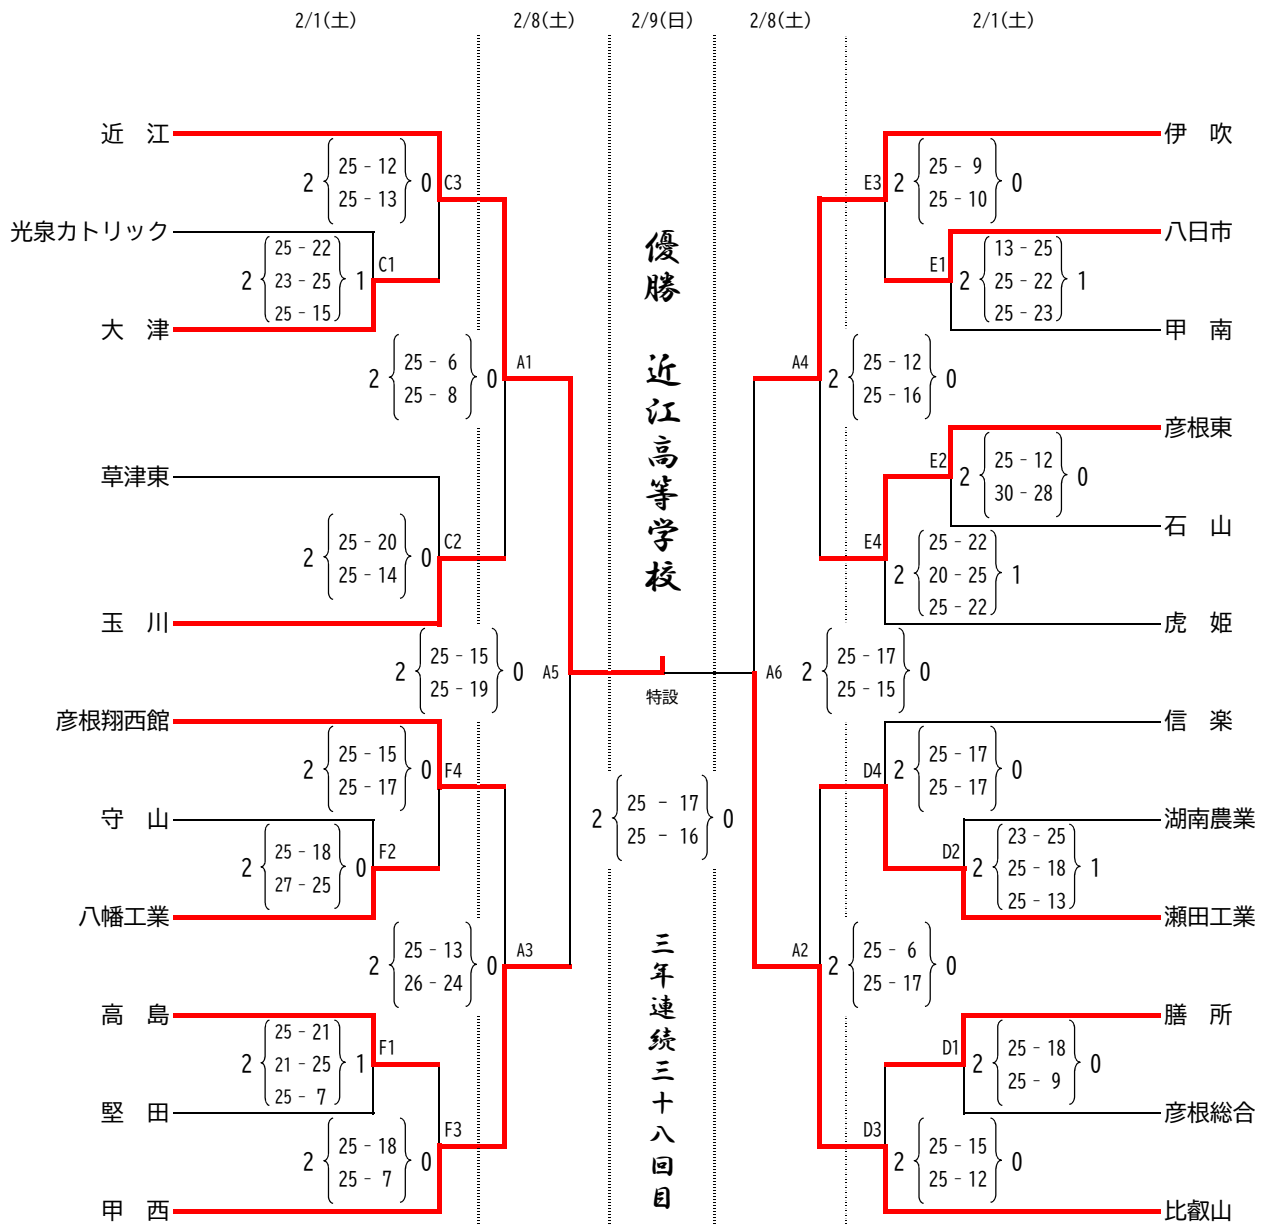 2/1(土) 2/8(土) 2/9(日) 2/8(土) 2/1(土)
近　江
2 25 - 12 0 C3
25 - 13
光泉カトリック
2 25 - 22 1 C1
23 - 25
25 - 15
大　津
2 25 - 6 0 A1
25 - 8
草津東
2 25 - 20 0 C2
25 - 14
玉　川
2 25 - 15 0 A5
25 - 19
彦根翔西館
2 25 - 15 0 F4
25 - 17
守　山
2 25 - 18 0 F2
27 - 25
八幡工業
2 25 - 13 0 A3
26 - 24
高　島
2 25 - 21 1 F1
21 - 25
25 - 7
堅　田
2 25 - 18 0 F3
25 - 7
甲　西
優勝　近江高等学校
特設
2 25 - 17 0
25 - 16
三年連続三十八回目
伊　吹
E3 2 25 - 9 0
25 - 10
八日市
E1 2 13 - 25 1
25 - 22
25 - 23
甲　南
A4 2 25 - 12 0
25 - 16
彦根東
E2 2 25 - 12 0
30 - 28
石　山
E4 2 25 - 22 1
20 - 25
25 - 22
虎　姫
A6 2 25 - 17 0
25 - 15
信　楽
D4 2 25 - 17 0
25 - 17
湖南農業
D2 2 23 - 25 1
25 - 18
25 - 13
瀬田工業
A2 2 25 - 6 0
25 - 17
膳　所
D1 2 25 - 18 0
25 - 9
彦根総合
D3 2 25 - 15 0
25 - 12
比叡山